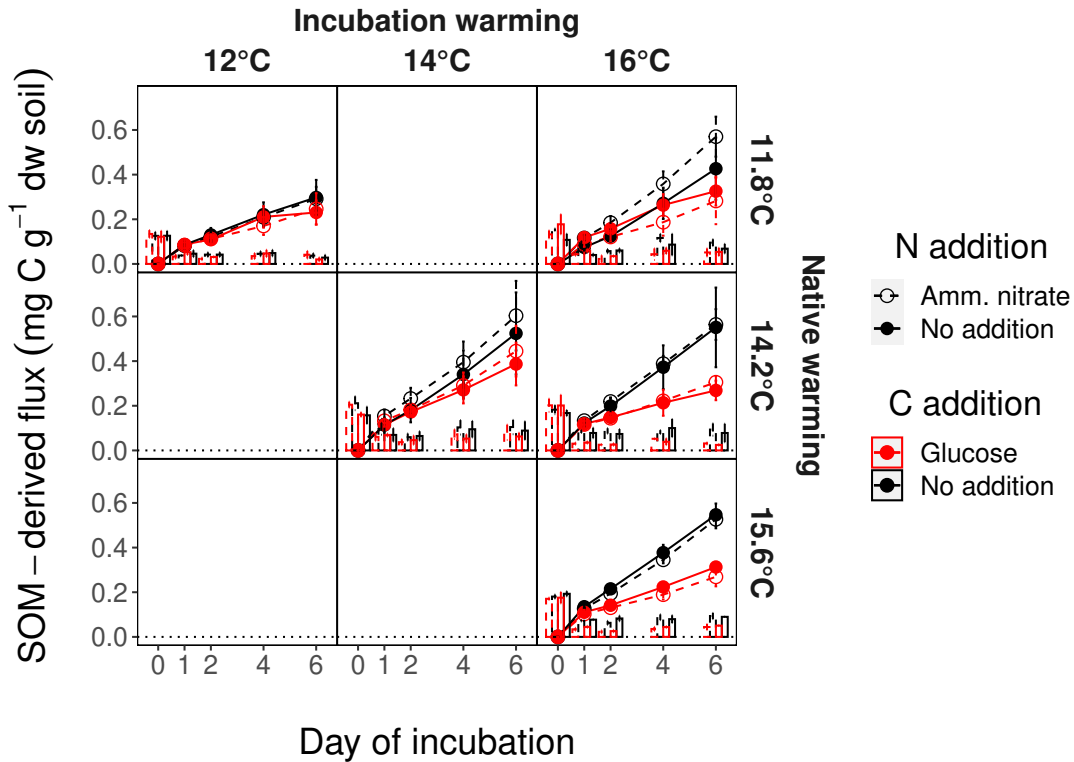 Incubation warming
12°C 14°C 16°C
SOM–derived flux (mg C g⁻¹ dw soil)
0.6
0.4
0.2
0.0
11.8°C
0.6
0.4
0.2
0.0
14.2°C
0.6
0.4
0.2
0.0
15.6°C
Native warming
0 1 2 4 6 0 1 2 4 6 0 1 2 4 6
Day of incubation
N addition
Amm. nitrate
No addition
C addition
Glucose
No addition